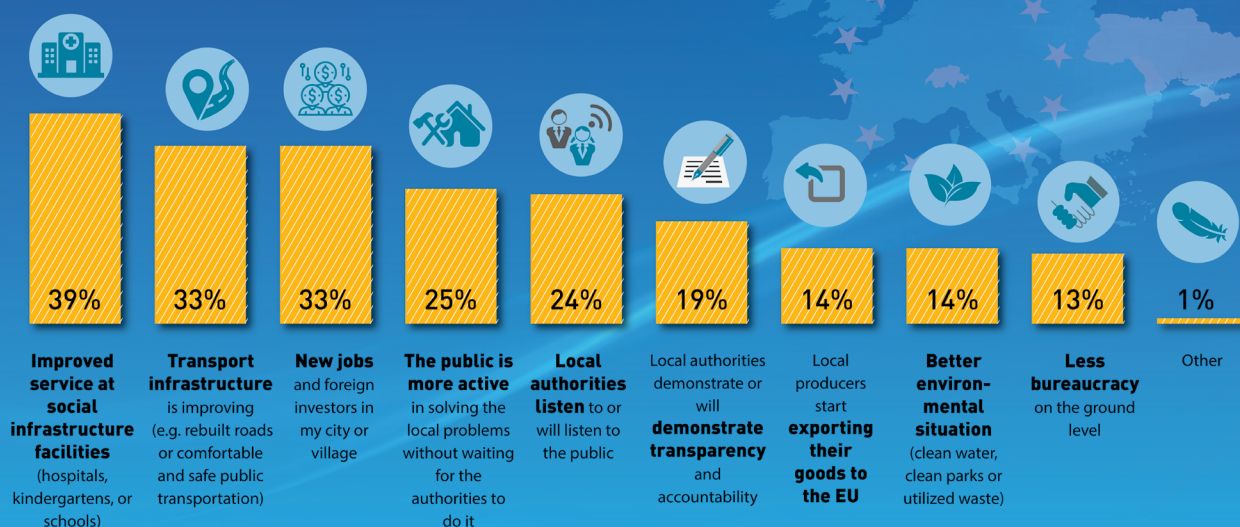 39%
33%
33%
25%
24%
19%
14%
14%
13%
1%
Improved
service at
social
infrastructure
facilities
(hospitals,
kindergartens, or
schools)
Transport
infrastructure
is improving
(e.g. rebuilt roads
or comfortable
and safe public
transportation)
New jobs
and foreign
investors in
my city or
village
The public is
more active
in solving the
local problems
without waiting
for the
authorities to
do it
Local
authorities
listen to or
will listen to
the public
Local authorities
demonstrate or
will
demonstrate
transparency
and
accountability
Local
producers
start
exporting
their
goods to
the EU
Better
environ-
mental
situation
(clean water,
clean parks or
utilized waste)
Less
bureaucracy
on the ground
level
Other